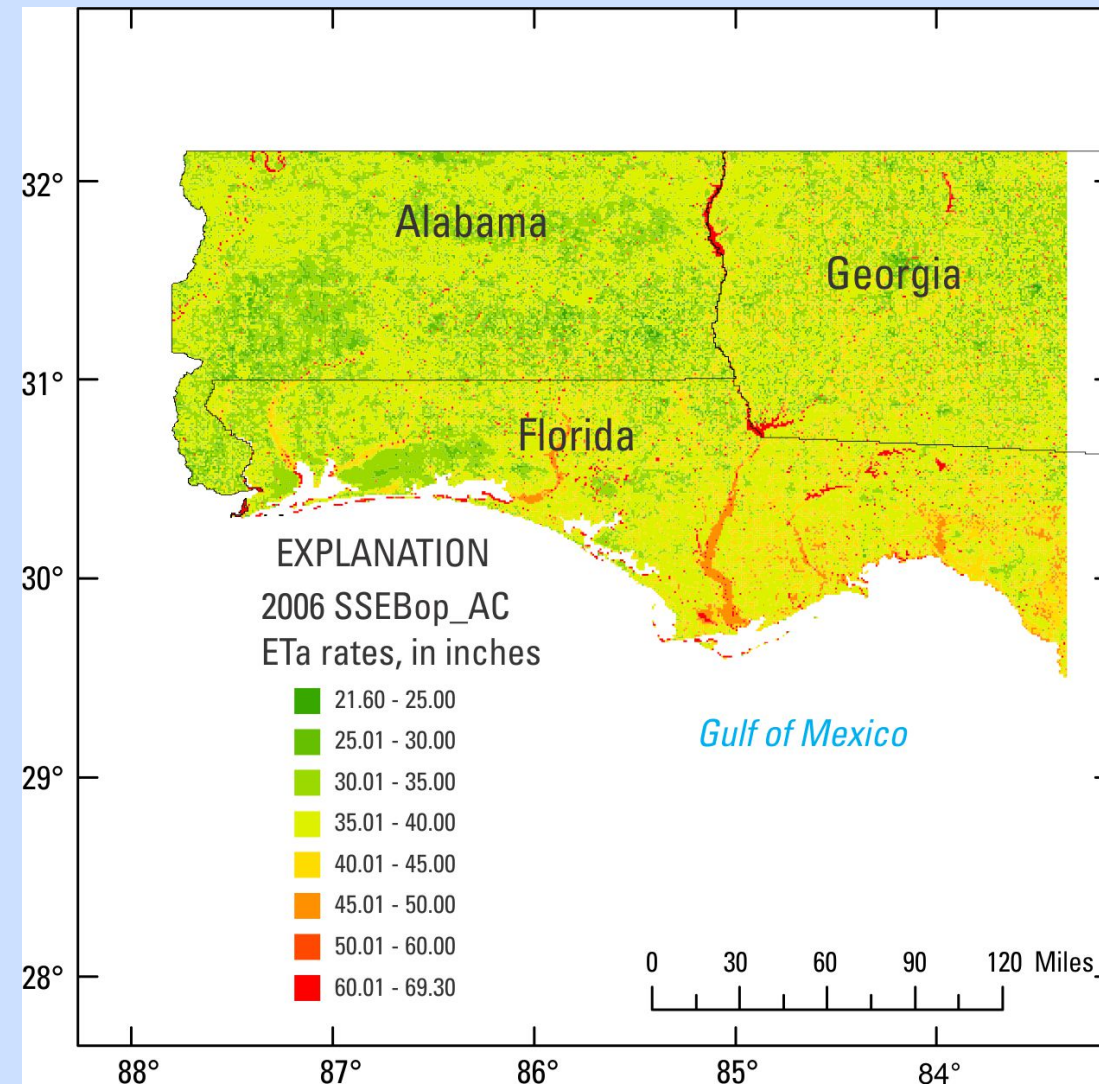 32°
31°
30°
29°
28°
Alabama
Georgia
Florida
EXPLANATION
2006 SSEBop_AC
ETa rates, in inches
21.60 - 25.00
25.01 - 30.00
30.01 - 35.00
35.01 - 40.00
40.01 - 45.00
45.01 - 50.00
50.01 - 60.00
60.01 - 69.30
Gulf of Mexico
0 30 60 90 120 Miles
88° 87° 86° 85° 84°